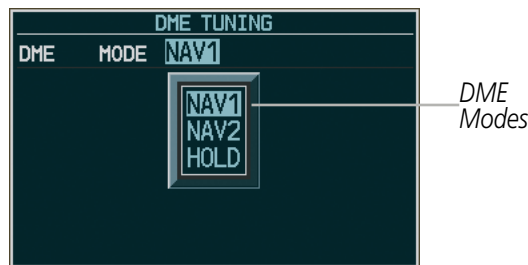 DME TUNING
DME MODE NAV1
NAV1
NAV2
HOLD
DME
Modes